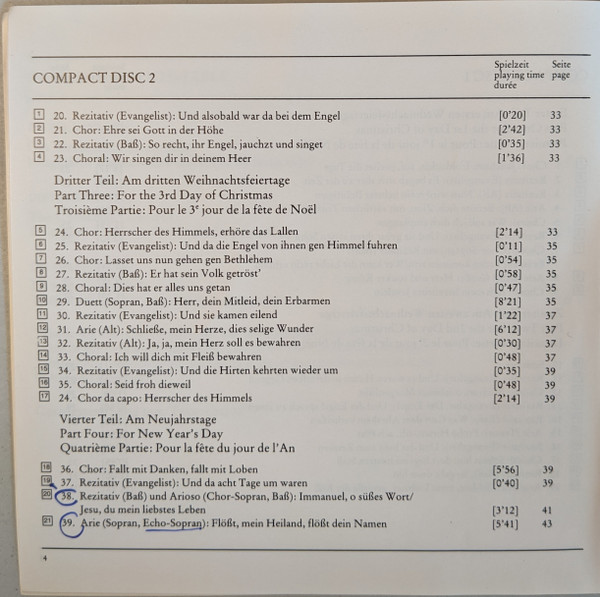 COMPACT DISC 2
Spielzeit Seite
playing time page
durée
1 20. Rezitativ (Evangelist): Und alsobald war da bei dem Engel [0'20] 33
2 21. Chor: Ehre sei Gott in der Höhe [2'42] 33
3 22. Rezitativ (Baß): So recht, ihr Engel, jauchzt und singet [0'35] 33
4 23. Choral: Wir singen dir in deinem Heer [1'36] 33
Dritter Teil: Am dritten Weihnachtsfeiertage
Part Three: For the 3rd Day of Christmas
Troisième Partie: Pour le 3e jour de la fête de Noël
5 24. Chor: Herrscher des Himmels, erhöre das Lallen [2'14] 33
6 25. Rezitativ (Evangelist): Und da die Engel von ihnen gen Himmel fuhren [0'11] 35
7 26. Chor: Lasset uns nun gehen gen Bethlehem [0'54] 35
8 27. Rezitativ (Baß): Er hat sein Volk getröst' [0'58] 35
9 28. Choral: Dies hat er alles uns getan [0'47] 35
10 29. Duett (Sopran, Baß): Herr, dein Mitleid, dein Erbarmen [8'21] 35
11 30. Rezitativ (Evangelist): Und sie kamen eilend [1'22] 37
12 31. Arie (Alt): Schließe, mein Herze, dies selige Wunder [6'12] 37
13 32. Rezitativ (Alt): Ja, ja, mein Herz soll es bewahren [0'30] 37
14 33. Choral: Ich will dich mit Fleiß bewahren [0'48] 37
15 34. Rezitativ (Evangelist): Und die Hirten kehrten wieder um [0'35] 39
16 35. Choral: Seid froh dieweil [0'48] 39
17 24. Chor da capo: Herrscher des Himmels [2'14] 39
Vierter Teil: Am Neujahrstage
Part Four: For New Year's Day
Quatrième Partie: Pour la fête du jour de l'An
18 36. Chor: Fallt mit Danken, fallt mit Loben [5'56] 39
19 37. Rezitativ (Evangelist): Und da acht Tage um waren [0'40] 39
20 38. Rezitativ (Baß) und Arioso (Chor-Sopran, Baß): Immanuel, o süßes Wort/
Jesu, du mein liebstes Leben [3'12] 41
21 39. Arie (Sopran, Echo-Sopran): Flößt, mein Heiland, flößt dein Namen [5'41] 43
4